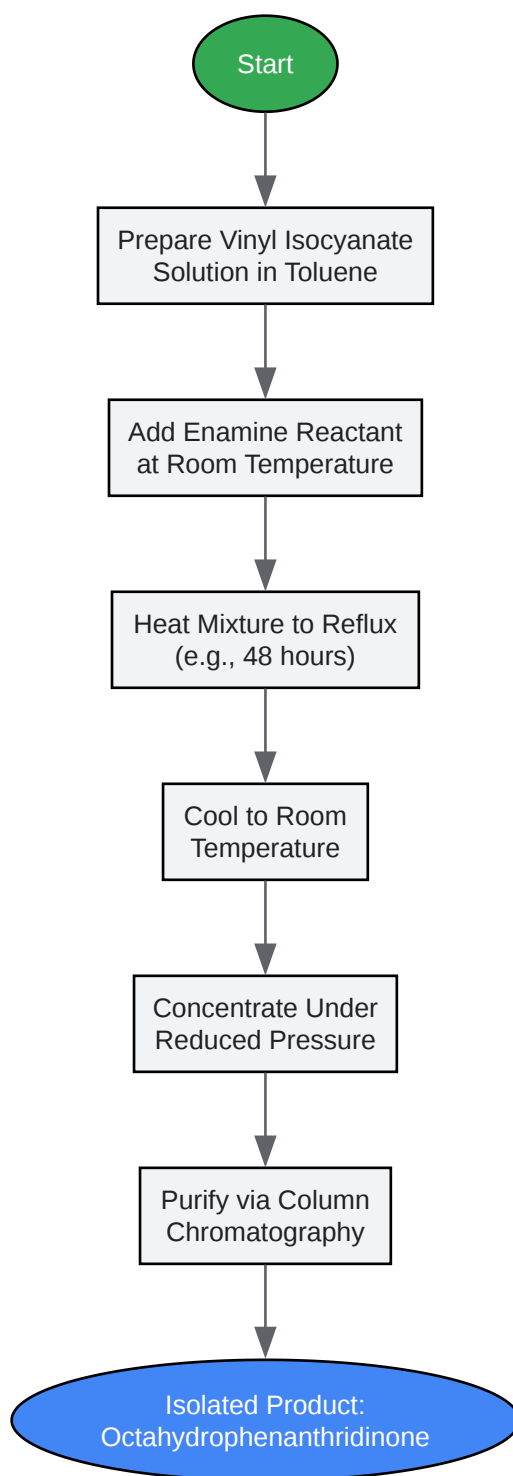 Start
Prepare Vinyl Isocyanate
Solution in Toluene
Add Enamine Reactant
at Room Temperature
Heat Mixture to Reflux
(e.g., 48 hours)
Cool to Room
Temperature
Concentrate Under
Reduced Pressure
Purify via Column
Chromatography
Isolated Product:
Octahydrophenanthridinone